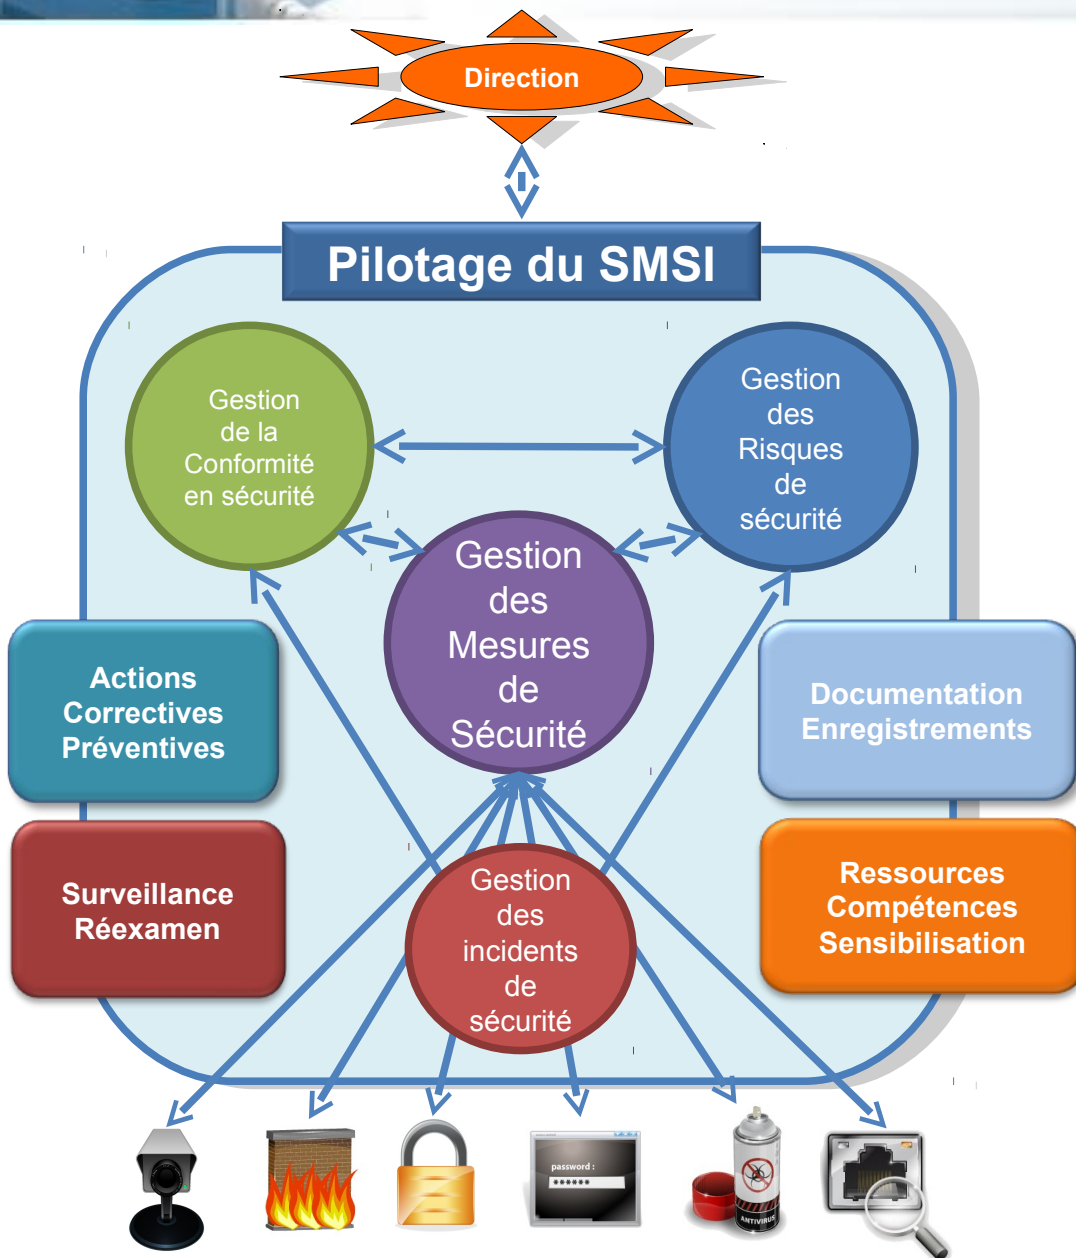 Direction
Pilotage du SMSI
Gestion
de la
Conformité
en sécurité
Gestion
des
Risques
de
sécurité
Gestion
des
Mesures
de
Sécurité
Actions
Correctives
Préventives
Documentation
Enregistrements
Surveillance
Réexamen
Ressources
Compétences
Sensibilisation
Gestion
des
incidents
de
sécurité
password :
******
ANTIVIRUS